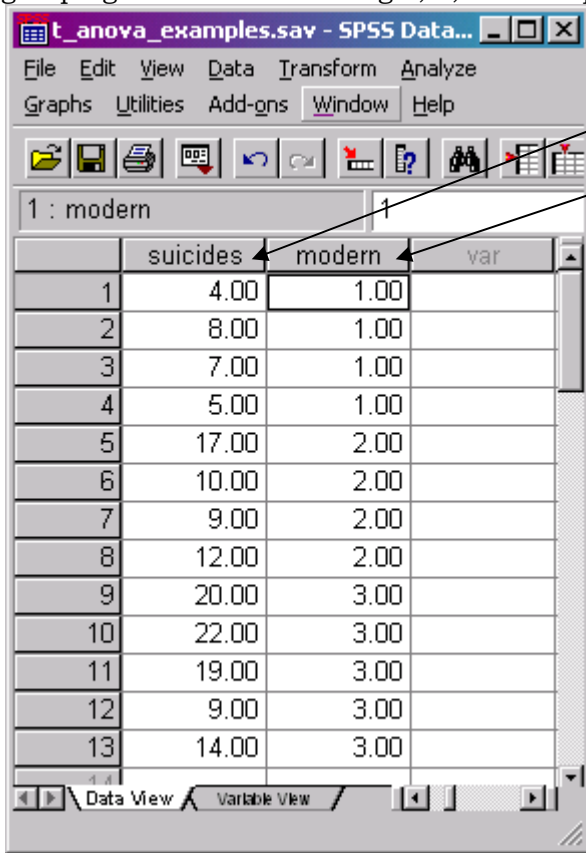 t_anova_examples.sav - SPSS Data...
File Edit View Data Transform Analyze
Graphs Utilities Add-ons Window Help
1 : modern 1
suicides modern var
1 4.00 1.00
2 8.00 1.00
3 7.00 1.00
4 5.00 1.00
5 17.00 2.00
6 10.00 2.00
7 9.00 2.00
8 12.00 2.00
9 20.00 3.00
10 22.00 3.00
11 19.00 3.00
12 9.00 3.00
13 14.00 3.00
Data View Variable View